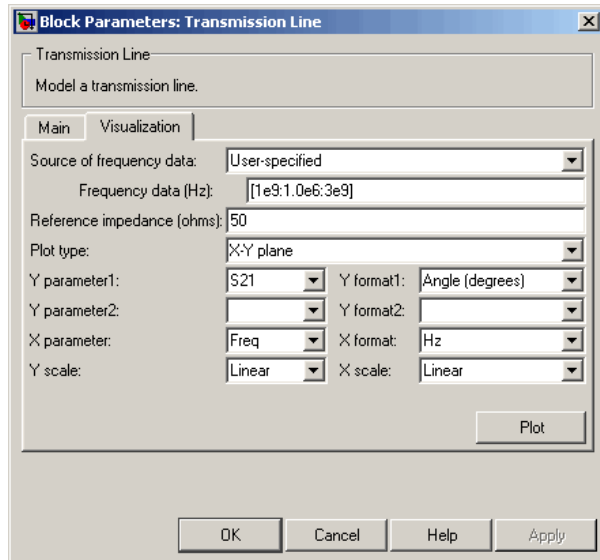 Block Parameters: Transmission Line
Transmission Line
Model a transmission line.
Main Visualization
Source of frequency data: User-specified
Frequency data (Hz): [1e9:1.0e6:3e9]
Reference impedance (ohms): 50
Plot type: X-Y plane
Y parameter1: S21 Y format1: Angle (degrees)
Y parameter2: Y format2:
X parameter: Freq X format: Hz
Y scale: Linear X scale: Linear
Plot
OK Cancel Help Apply